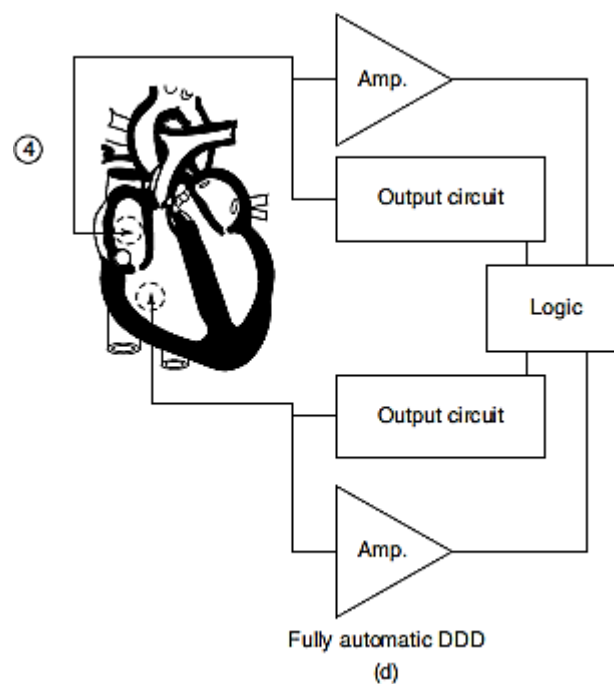 Amp.
④
Output circuit
Logic
Output circuit
Amp.
Fully automatic DDD
(d)